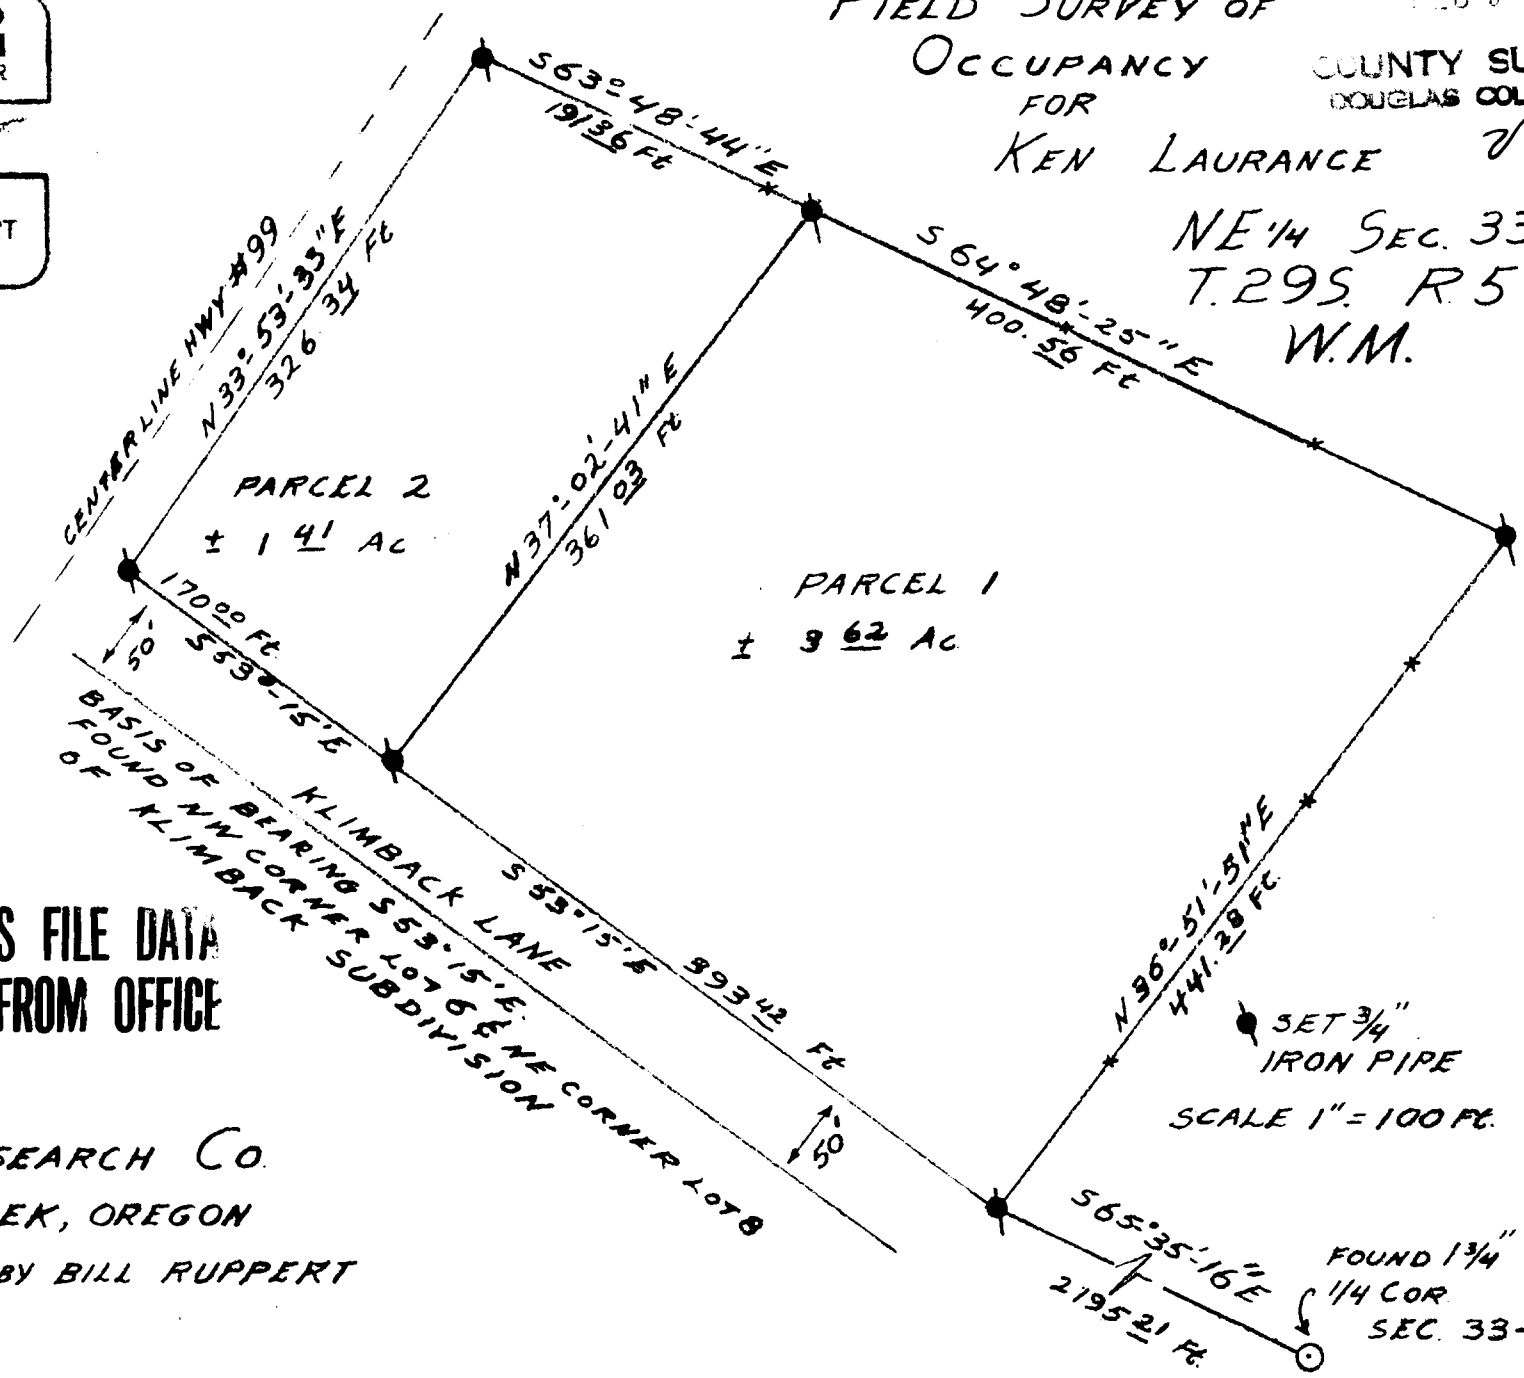 FIELD SURVEY OF
OCCUPANCY
FOR
KEN LAURANCE
COUNTY SU
DOUGLAS COU
NE 1/4 SEC. 33
T.29S. R5
W.M.
S63°-48'-44"E
191.36 Ft
S 64°48'-25"E
400.56 Ft
CENTERLINE HWY #99
N33°-53'-33"E
326.34 Ft
N37°-02'-41"E
361.03 Ft
PARCEL 2
± 1.41 AC
PARCEL 1
± 3.62 AC
170.00 Ft.
S53°-15'E
50'
BASIS OF BEARING S53°15'E.
FOUND NW CORNER LOT 6 & NE CORNER LOT 8
OF KLIMBACK SUBDIVISION
KLIMBACK LANE
S53°15'E 393.42 Ft
50'
N36°-51'-51"E
441.28 Ft.
SET 3/4"
IRON PIPE
SCALE 1"=100 Ft.
S FILE DATA
FROM OFFICE
SEARCH CO.
EK, OREGON
BY BILL RUPPERT
S65°35'-16"E
2195.21 Ft.
FOUND 1 3/4"
1/4 COR
SEC. 33-